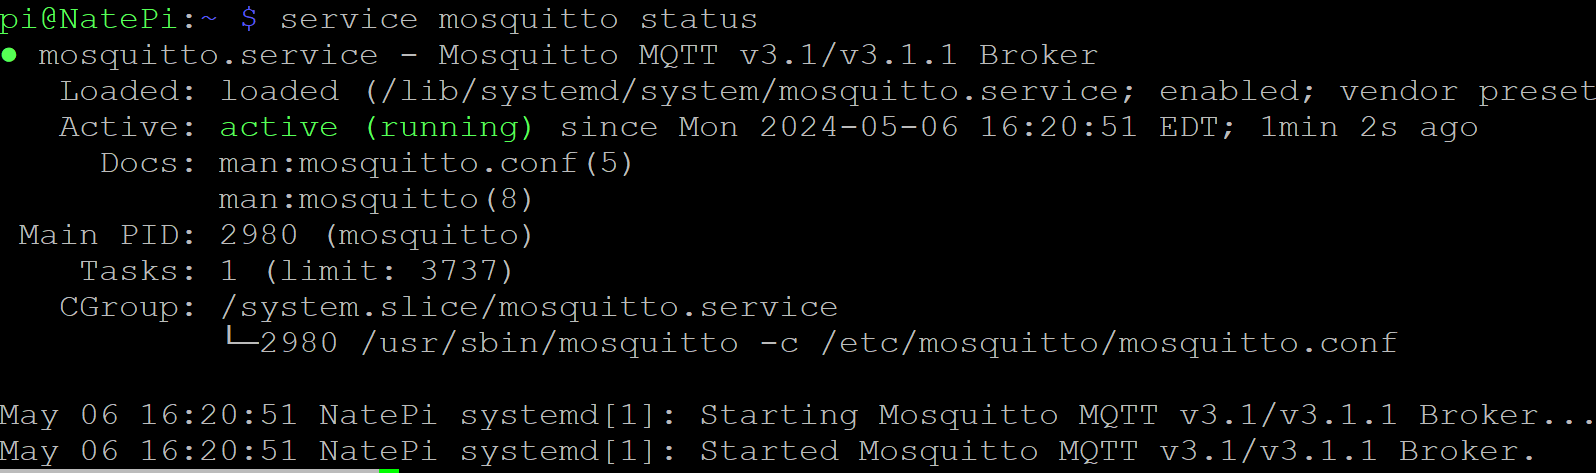 pi@NatePi:~ $ service mosquitto status
● mosquitto.service - Mosquitto MQTT v3.1/v3.1.1 Broker
   Loaded: loaded (/lib/systemd/system/mosquitto.service; enabled; vendor preset
   Active: active (running) since Mon 2024-05-06 16:20:51 EDT; 1min 2s ago
     Docs: man:mosquitto.conf(5)
           man:mosquitto(8)
 Main PID: 2980 (mosquitto)
    Tasks: 1 (limit: 3737)
   CGroup: /system.slice/mosquitto.service
           └─2980 /usr/sbin/mosquitto -c /etc/mosquitto/mosquitto.conf

May 06 16:20:51 NatePi systemd[1]: Starting Mosquitto MQTT v3.1/v3.1.1 Broker...
May 06 16:20:51 NatePi systemd[1]: Started Mosquitto MQTT v3.1/v3.1.1 Broker.